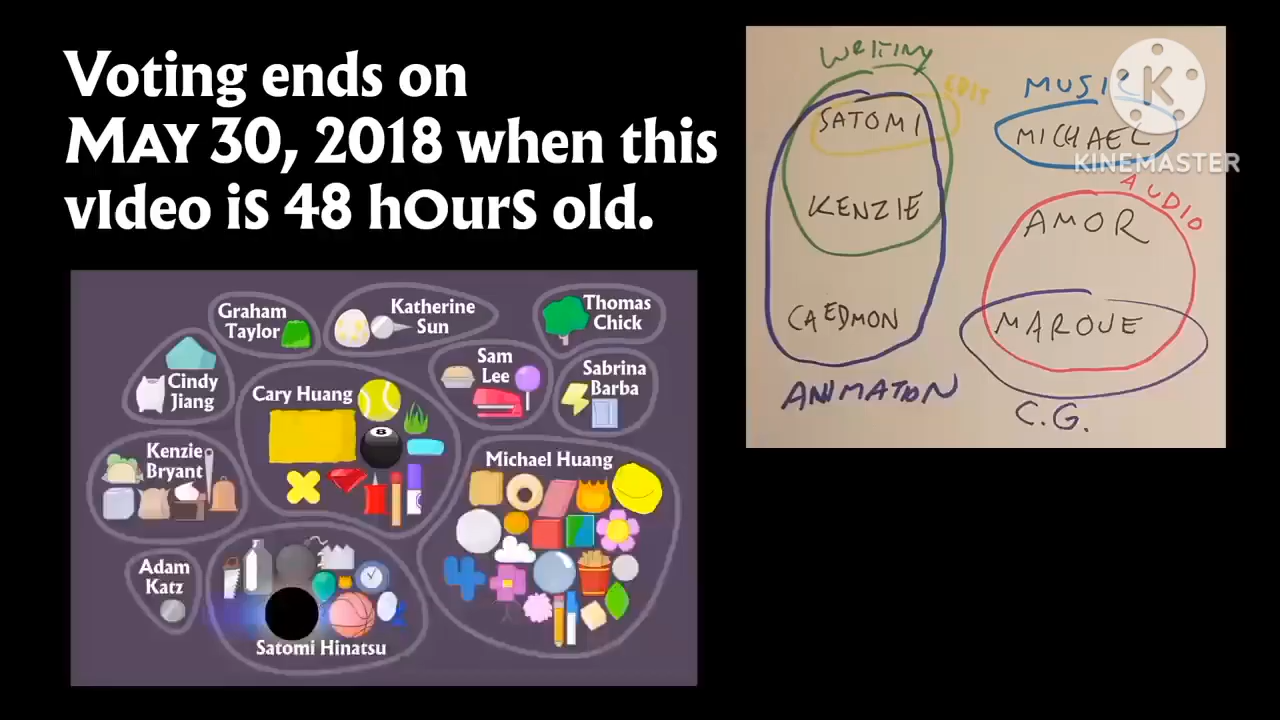 Voting ends on
MAY 30, 2018 when this
vIdeo is 48 hOurS old.
Graham
Taylor
Katherine
Sun
Thomas
Chick
Cindy
Jiang
Cary Huang
8
Sam
Lee
Sabrina
Barba
Kenzie
Bryant
Michael Huang
Adam
Katz
Satomi Hinatsu
WRITING
EDIT
SATOMI
KENZIE
CAEDMON
ANIMATION
MUSIC
MICHAEL
AUDIO
AMOR
MAROUE
C.G.
K
KINEMASTER